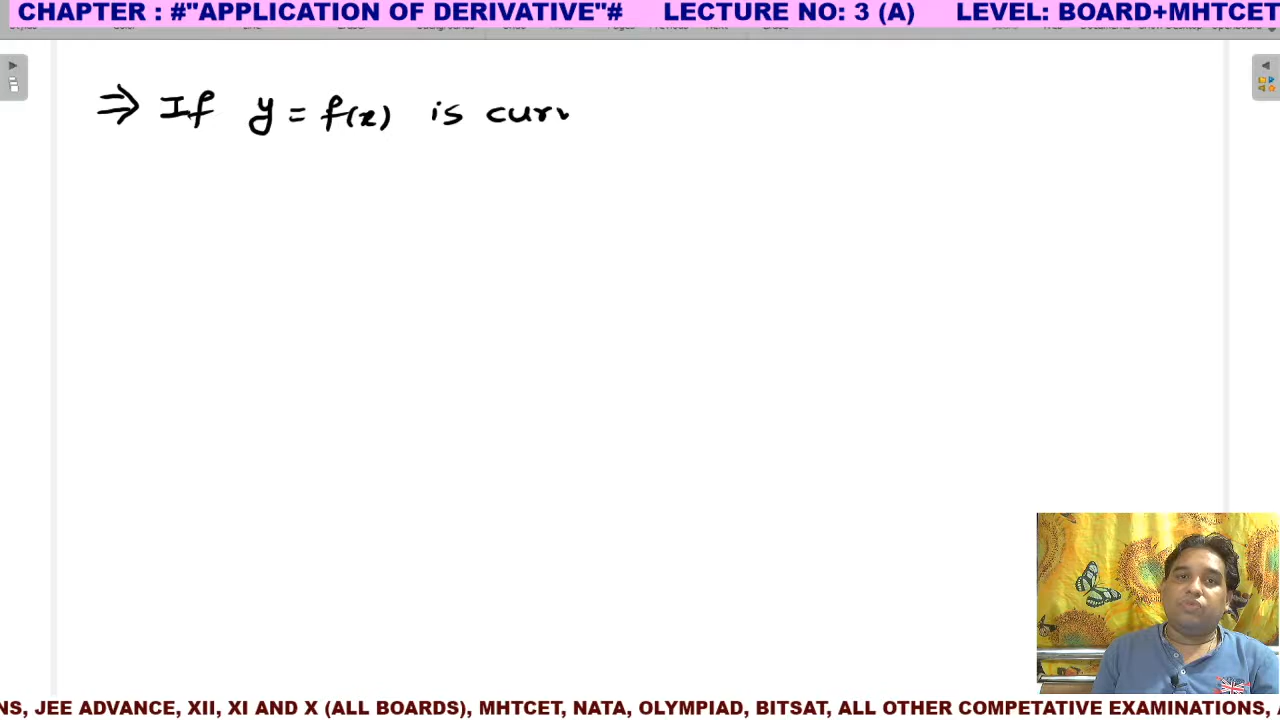 CHAPTER : #"APPLICATION OF DERIVATIVE"# LECTURE NO: 3 (A) LEVEL: BOARD+MHTCET
⇒ If y = f(x) is curv
NS, JEE ADVANCE, XII, XI AND X (ALL BOARDS), MHTCET, NATA, OLYMPIAD, BITSAT, ALL OTHER COMPETATIVE EXAMINATIONS,